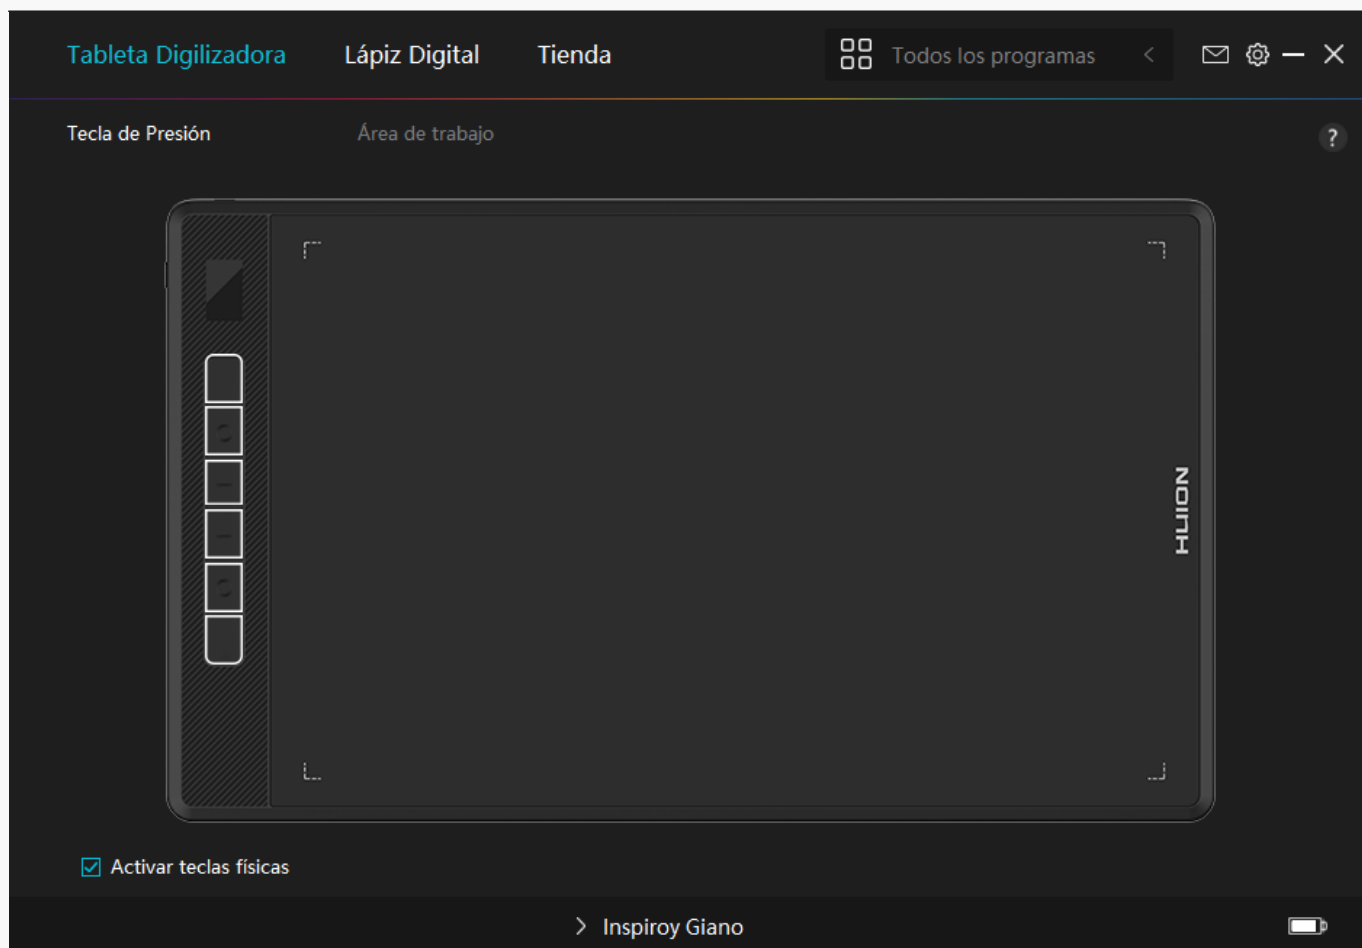 Tableta Digilizadora
Lápiz Digital
Tienda
Todos los programas
Tecla de Presión
Área de trabajo
?
HUION
Activar teclas físicas
Inspiroy Giano